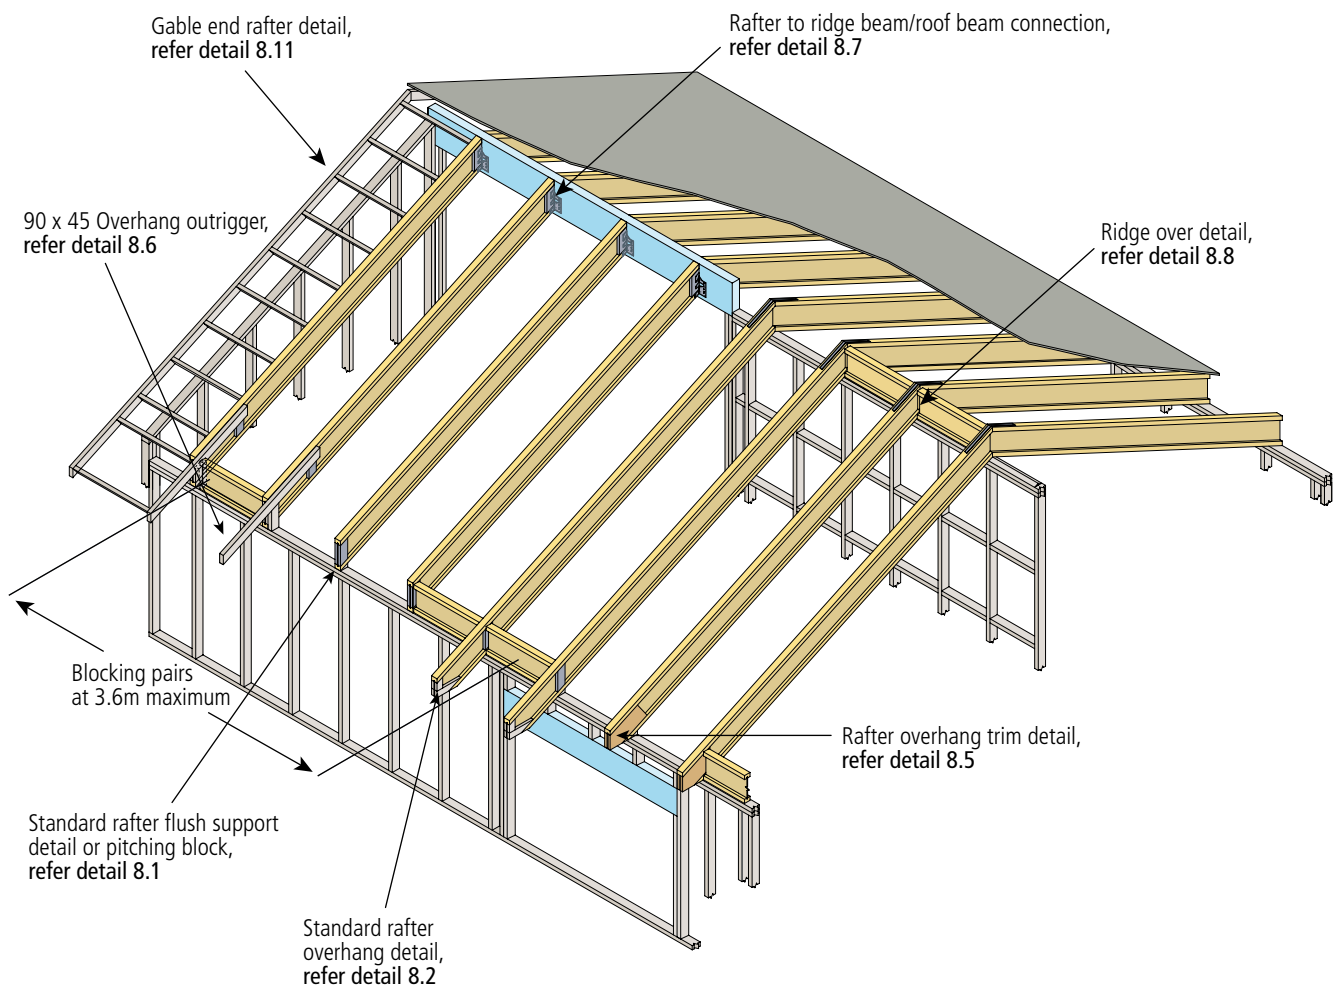 Gable end rafter detail,
refer detail 8.11
Rafter to ridge beam/roof beam connection,
refer detail 8.7
90 x 45 Overhang outrigger,
refer detail 8.6
Ridge over detail,
refer detail 8.8
Blocking pairs
at 3.6m maximum
Rafter overhang trim detail,
refer detail 8.5
Standard rafter flush support
detail or pitching block,
refer detail 8.1
Standard rafter
overhang detail,
refer detail 8.2